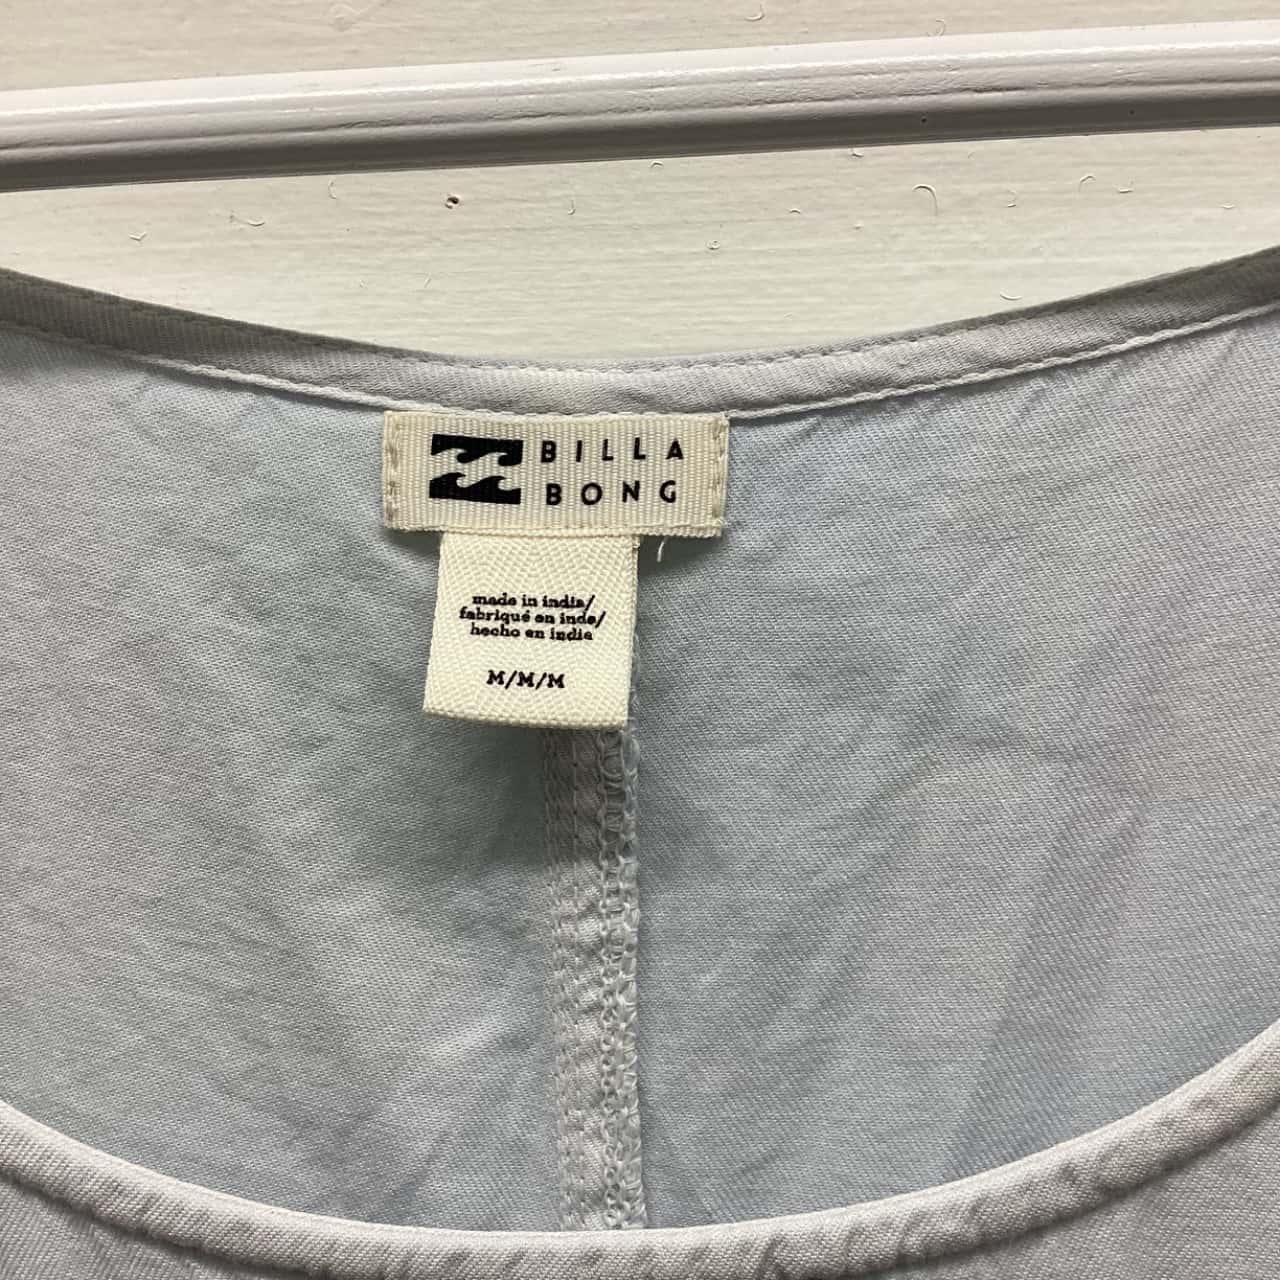 BILLA
BONG
made in india/
fabriqué en inde/
hecho en india
M/M/M